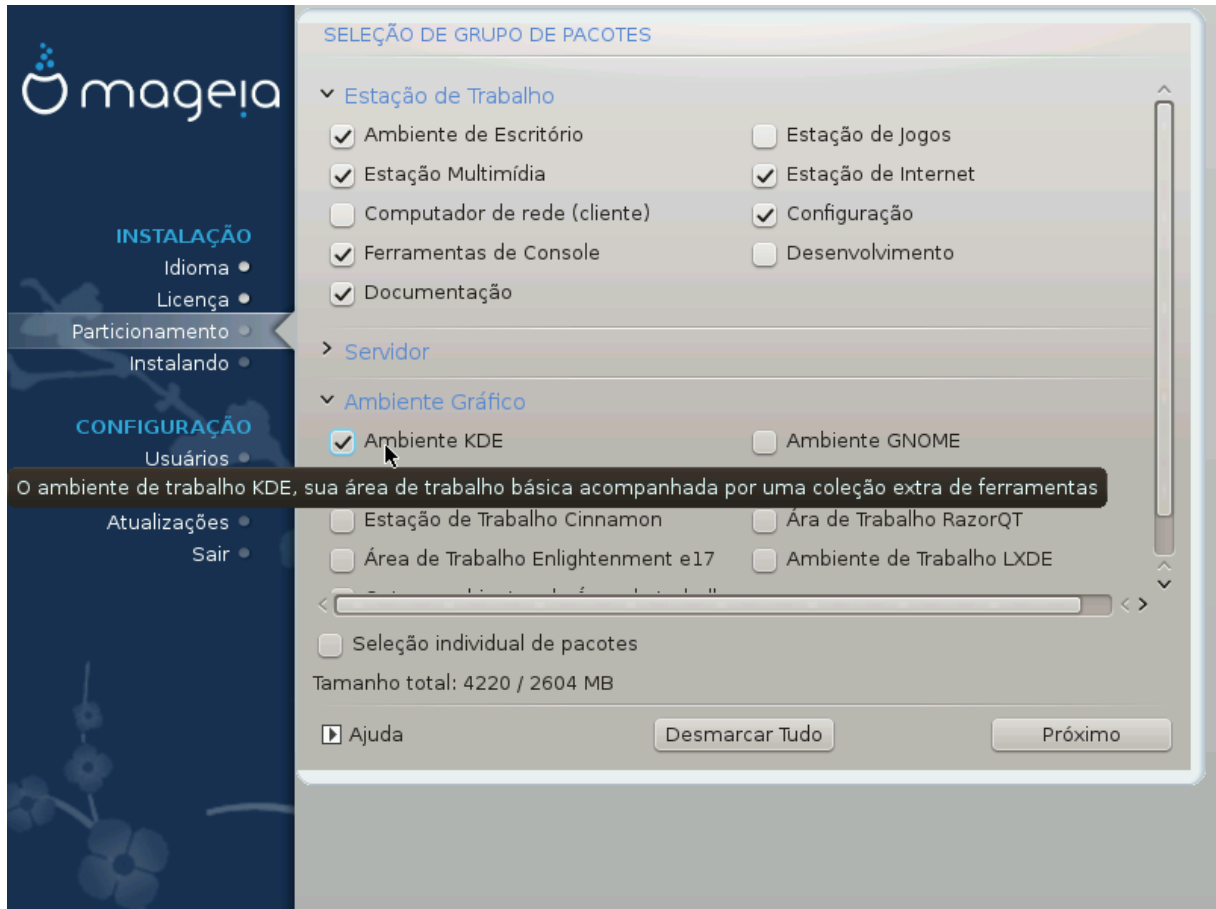 mageia
INSTALAÇÃO
Idioma
Licença
Particionamento
Instalando
CONFIGURAÇÃO
Usuários
Atualizações
Sair
SELEÇÃO DE GRUPO DE PACOTES
Estação de Trabalho
Ambiente de Escritório
Estação de Jogos
Estação Multimídia
Estação de Internet
Computador de rede (cliente)
Configuração
Ferramentas de Console
Desenvolvimento
Documentação
Servidor
Ambiente Gráfico
Ambiente KDE
Ambiente GNOME
O ambiente de trabalho KDE, sua área de trabalho básica acompanhada por uma coleção extra de ferramentas
Estação de Trabalho Cinnamon
Ára de Trabalho RazorQT
Área de Trabalho Enlightenment e17
Ambiente de Trabalho LXDE
Seleção individual de pacotes
Tamanho total: 4220 / 2604 MB
Ajuda
Desmarcar Tudo
Próximo